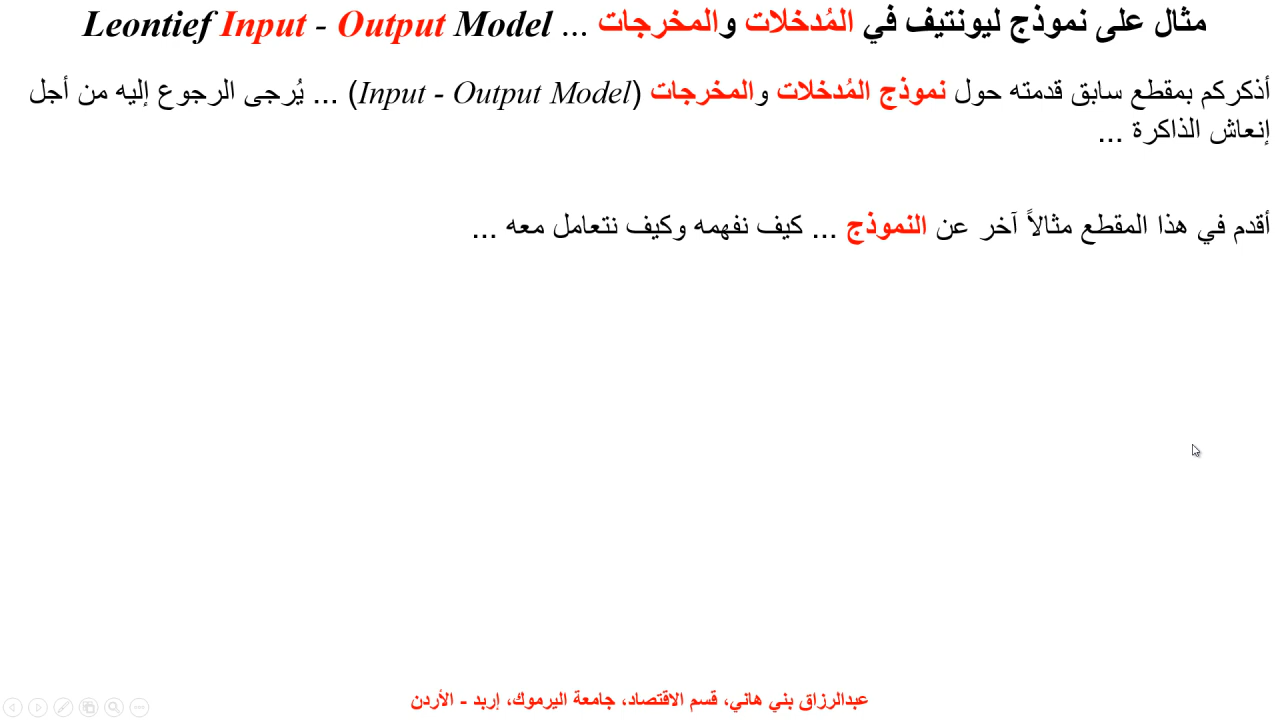 مثال على نموذج ليونتيف في المُدخلات والمخرجات ... Leontief Input - Output Model
أذكركم بمقطع سابق قدمته حول نموذج المُدخلات والمخرجات (Input - Output Model) ... يُرجى الرجوع إليه من أجل
إنعاش الذاكرة ...
أقدم في هذا المقطع مثالاً آخر عن النموذج ... كيف نفهمه وكيف نتعامل معه ...
عبدالرزاق بني هاني، قسم الاقتصاد، جامعة اليرموك، إربد - الأردن